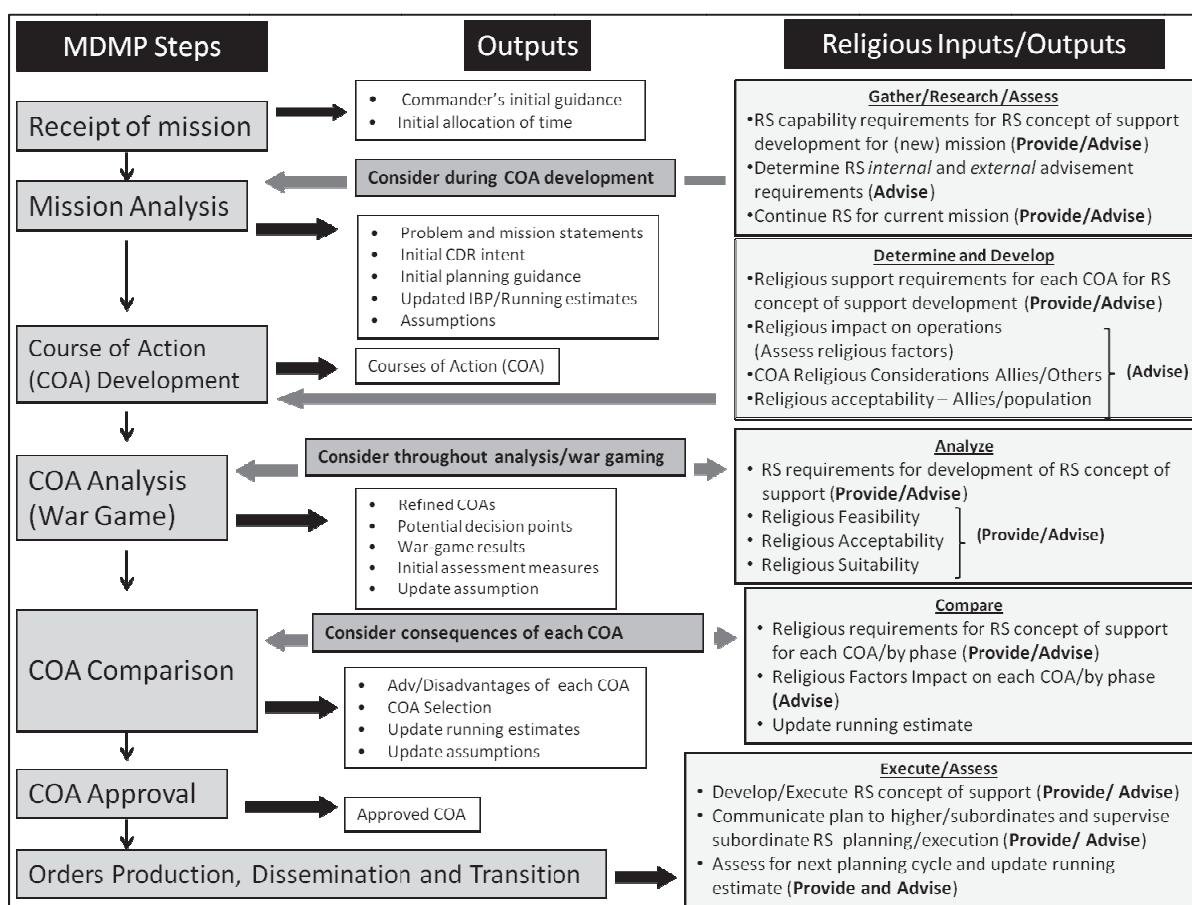 MDMP Steps
Outputs
Religious Inputs/Outputs
Receipt of mission
• Commander's initial guidance
• Initial allocation of time
Gather/Research/Assess
•RS capability requirements for RS concept of support
development for (new) mission (Provide/Advise)
•Determine RS internal and external advisement
requirements (Advise)
•Continue RS for current mission (Provide/Advise)
Consider during COA development
Mission Analysis
• Problem and mission statements
• Initial CDR intent
• Initial planning guidance
• Updated IBP/Running estimates
• Assumptions
Determine and Develop
•Religious support requirements for each COA for RS
concept of support development (Provide/Advise)
•Religious impact on operations
(Assess religious factors)
•COA Religious Considerations Allies/Others
•Religious acceptability – Allies/population
(Advise)
Course of Action
(COA) Development
Courses of Action (COA)
Consider throughout analysis/war gaming
COA Analysis
(War Game)
• Refined COAs
• Potential decision points
• War-game results
• Initial assessment measures
• Update assumption
Analyze
• RS requirements for development of RS concept of
support (Provide/Advise)
• Religious Feasibility
• Religious Acceptability
• Religious Suitability
(Provide/Advise)
Consider consequences of each COA
COA Comparison
• Adv/Disadvantages of each COA
• COA Selection
• Update running estimates
• Update assumptions
Compare
• Religious requirements for RS concept of support
for each COA/by phase (Provide/Advise)
• Religious Factors Impact on each COA/by phase
(Advise)
• Update running estimate
COA Approval
Approved COA
Orders Production, Dissemination and Transition
Execute/Assess
• Develop/Execute RS concept of support (Provide/ Advise)
• Communicate plan to higher/subordinates and supervise
subordinate RS planning/execution (Provide/ Advise)
• Assess for next planning cycle and update running
estimate (Provide and Advise)